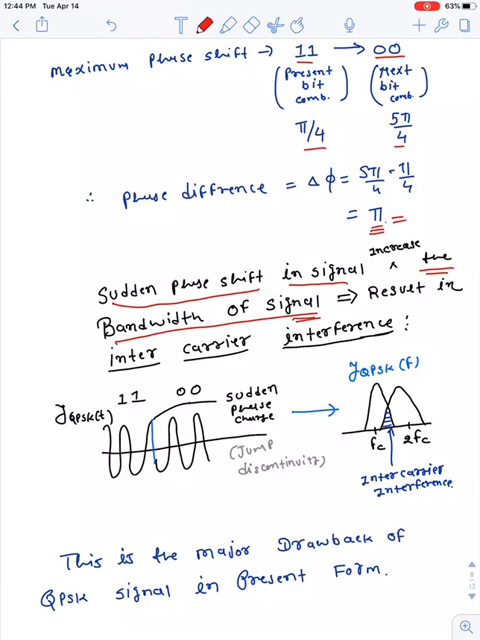 12:44 PM Tue Apr 14
63%
T
maximum phase shift → 11 → 00
(Present bit comb.) (Next bit comb.)
π/4 5π/4
∴ phase diffrence = Δφ = 5π/4 - π/4
= π =
Sudden phase shift in signal ^ Increase the
Bandwidth of signal ⇒ Result in
inter carrier interference:
11 00
sudden phase change
(Jump discontinuity)
QPSK(t)
QPSK(f)
fc 2fc
Inter Carrier
Interference.
This is the major Drawback of
QPSK signal in Present Form.